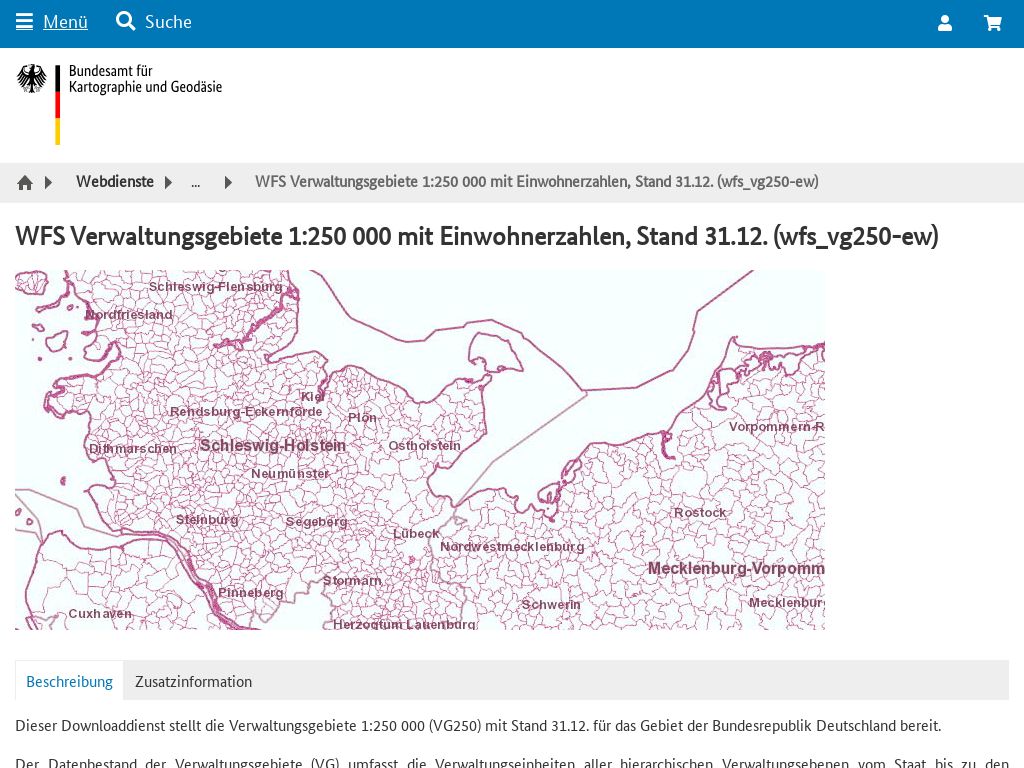 Menü
Suche
Bundesamt für
Kartographie und Geodäsie
Webdienste
...
WFS Verwaltungsgebiete 1:250 000 mit Einwohnerzahlen, Stand 31.12. (wfs_vg250-ew)
WFS Verwaltungsgebiete 1:250 000 mit Einwohnerzahlen, Stand 31.12. (wfs_vg250-ew)
Schleswig-Flensburg
Nordfriesland
Kiel
Rendsburg-Eckernförde
Plön
Vorpommern-R
Dithmarschen
Schleswig-Holstein
Ostholstein
Neumünster
Rostock
Steinburg
Segeberg
Lübeck
Nordwestmecklenburg
Mecklenburg-Vorpomm
Stormarn
Pinneberg
Schwerin
Mecklenburg
Cuxhaven
Herzogtum Lauenburg
Beschreibung
Zusatzinformation
Dieser Downloaddienst stellt die Verwaltungsgebiete 1:250 000 (VG250) mit Stand 31.12. für das Gebiet der Bundesrepublik Deutschland bereit.
Der Datenbestand der Verwaltungsgebiete (VG) umfasst die Verwaltungseinheiten aller hierarchischen Verwaltungsebenen vom Staat bis zu den